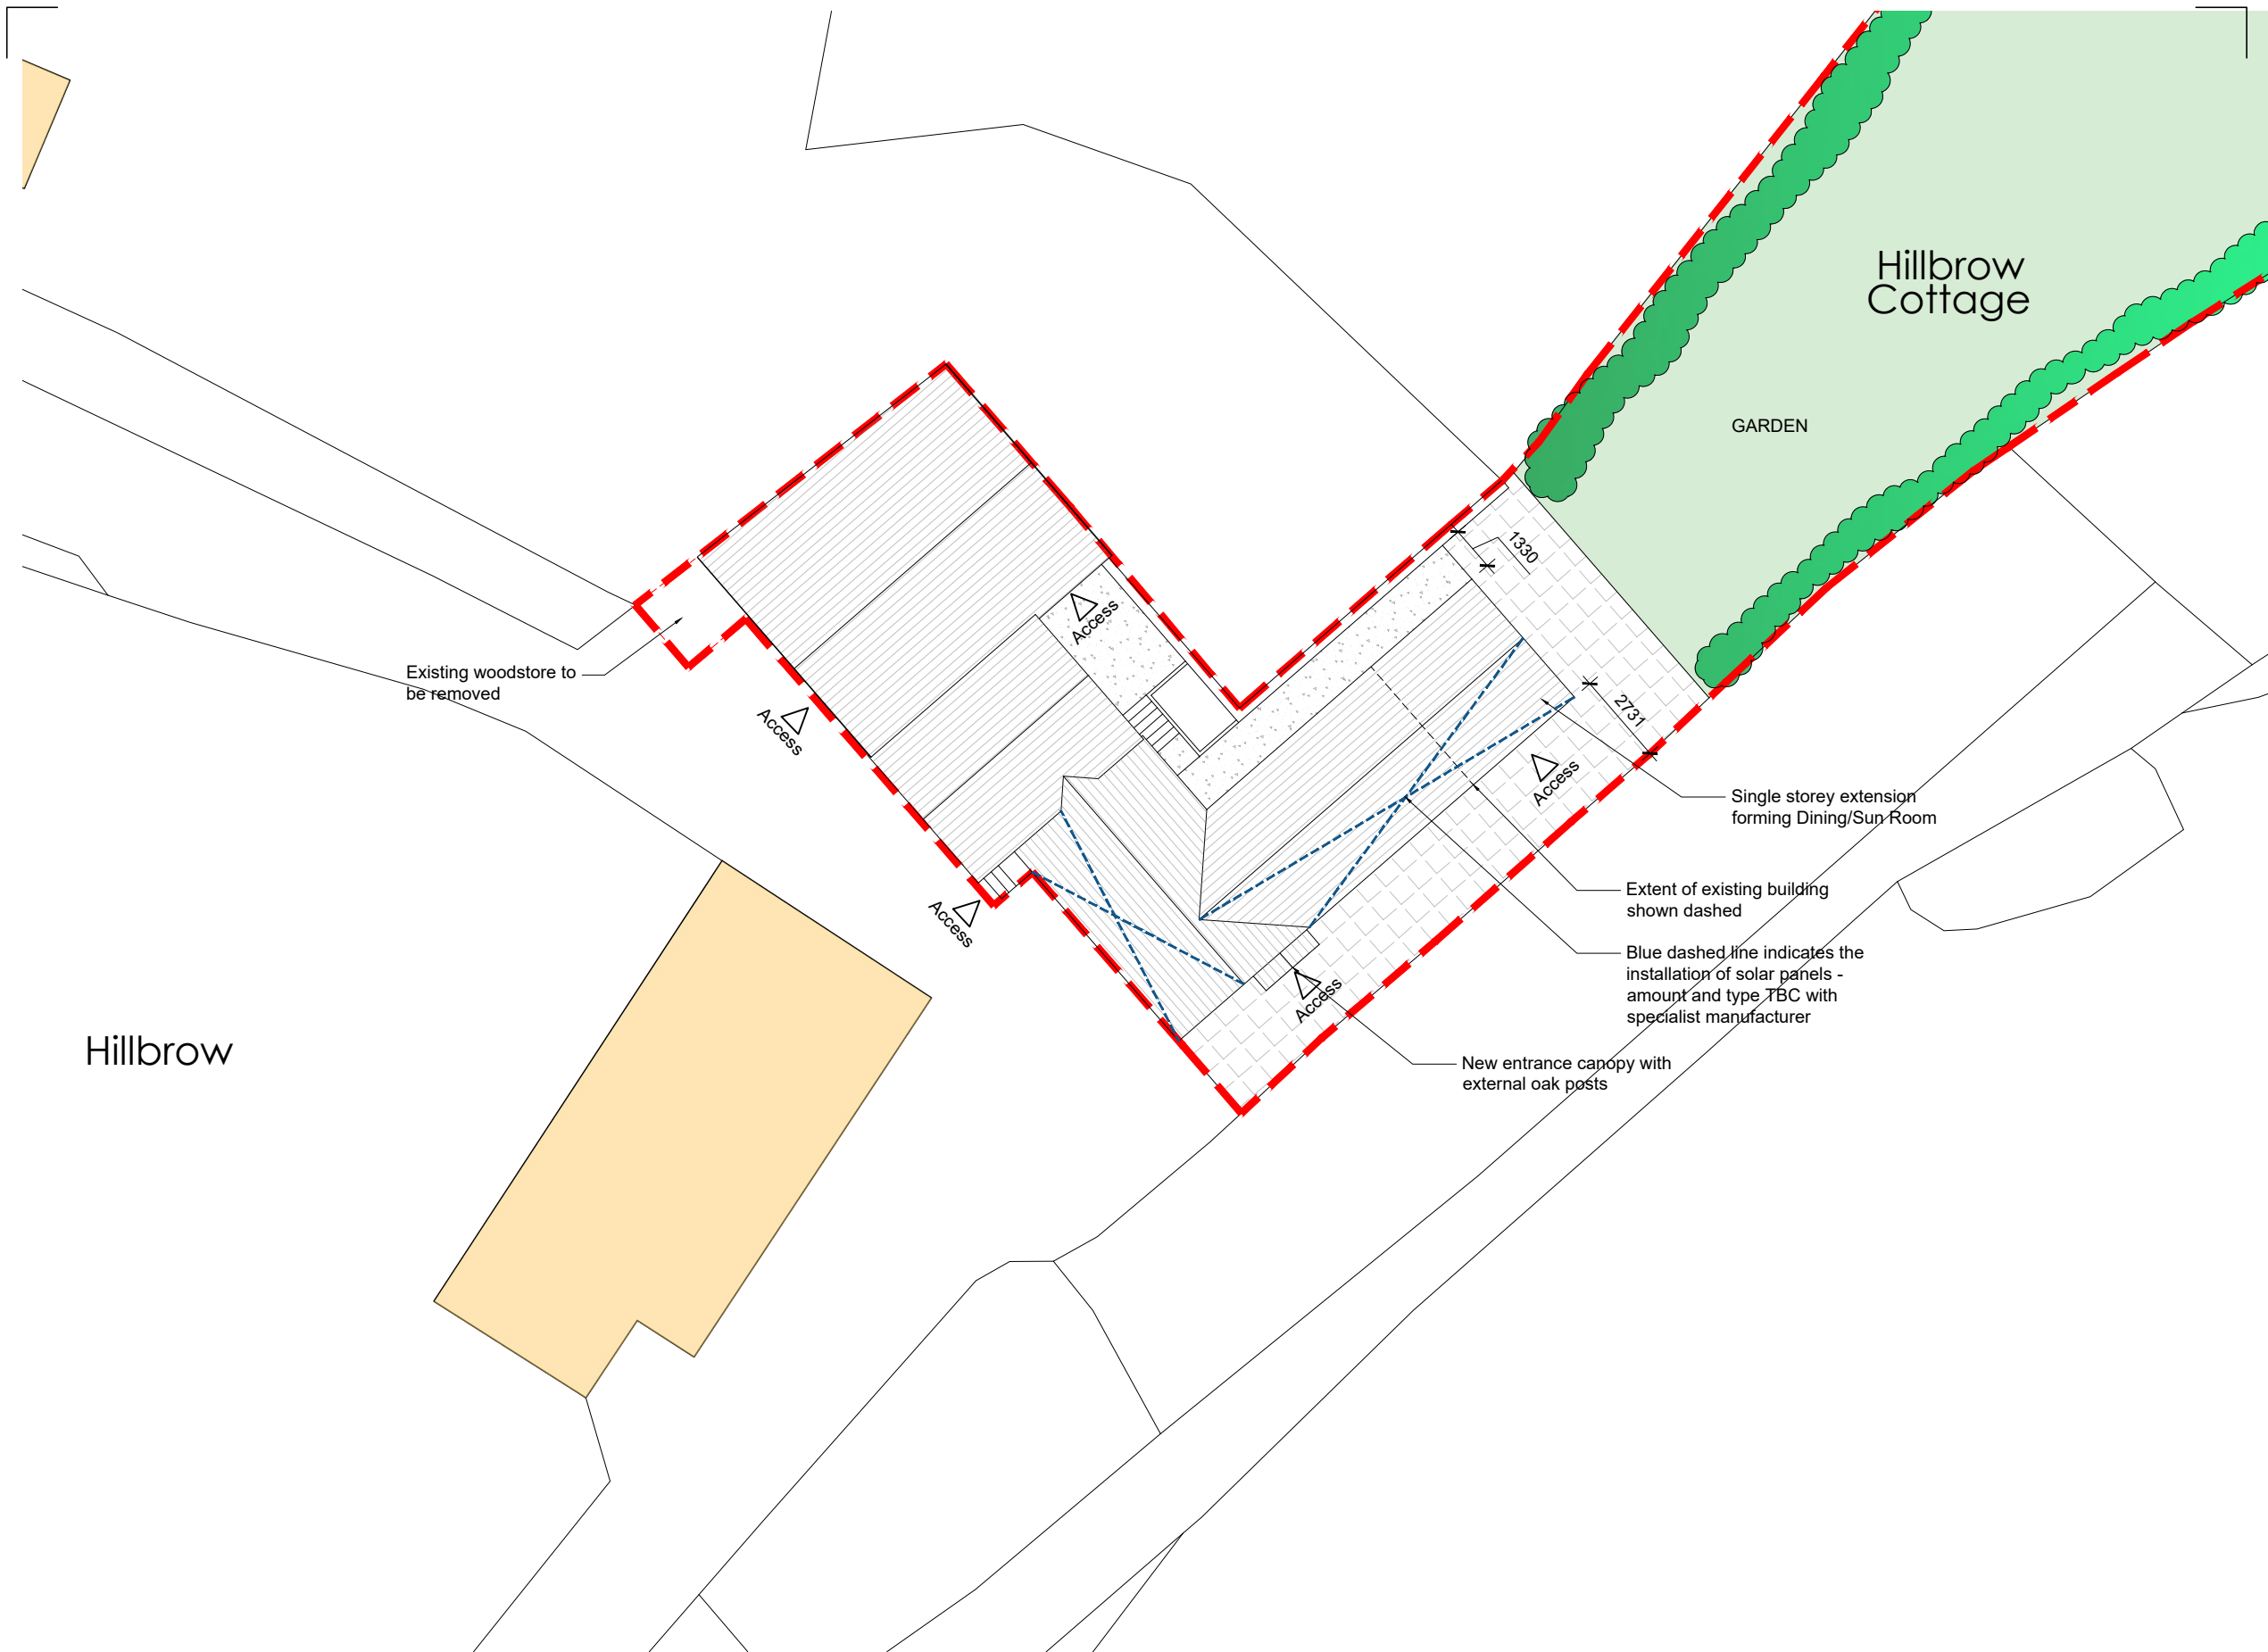 Hillbrow
Cottage
GARDEN
1330
Access
Existing woodstore to
be removed
2731
Access
Access
Single storey extension
forming Dining/Sun Room
Extent of existing building
shown dashed
Access
Blue dashed line indicates the
installation of solar panels -
amount and type TBC with
specialist manufacturer
Access
Hillbrow
New entrance canopy with
external oak posts